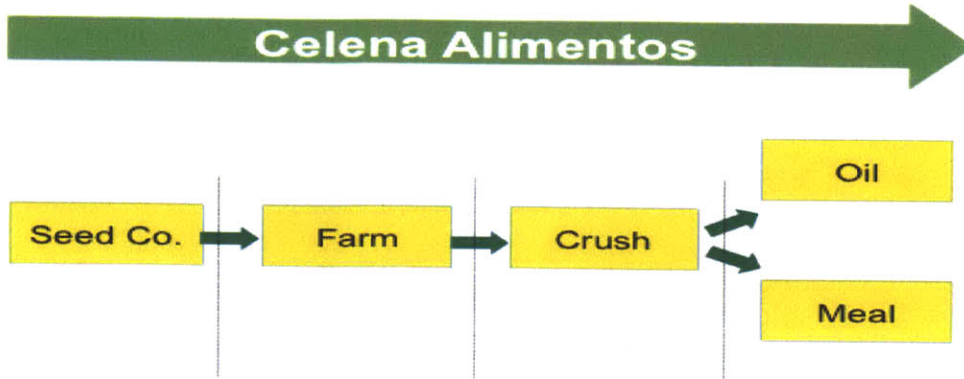 Celena Alimentos
Seed Co.
Farm
Crush
Oil
Meal